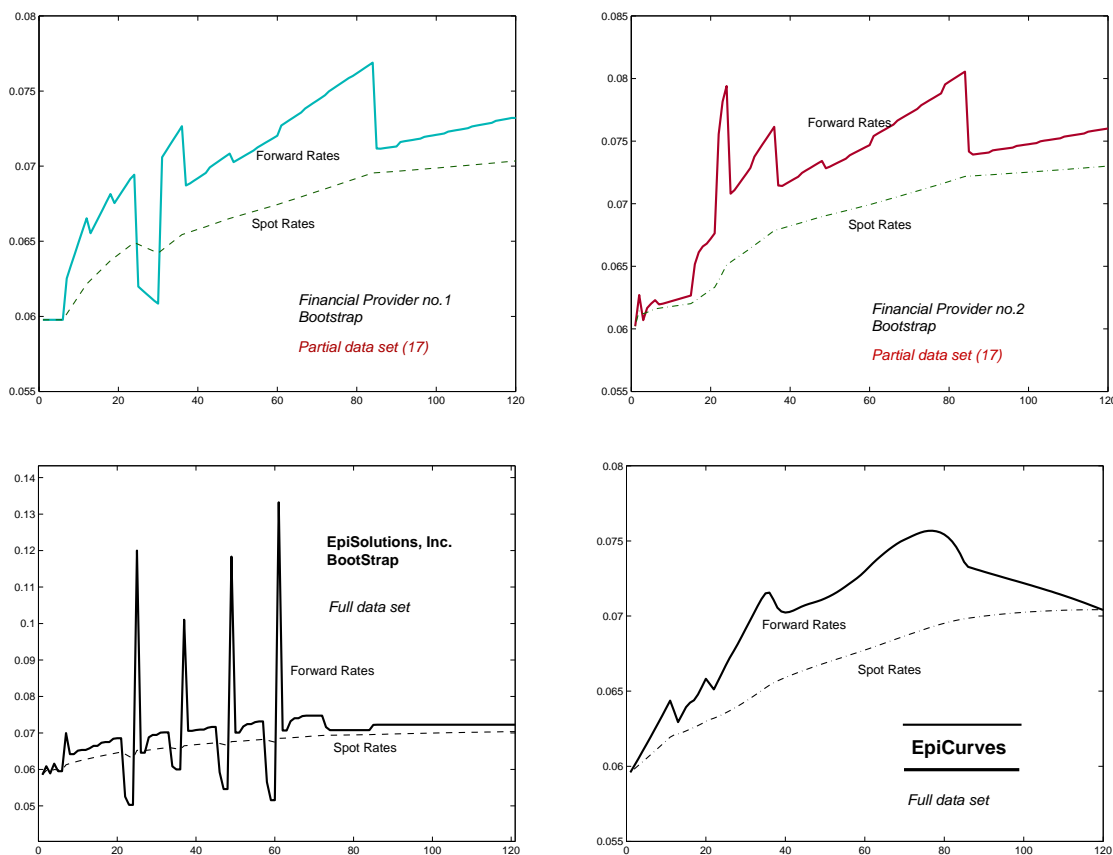 0.08
0.075
0.07
0.065
0.06
0.055
0 20 40 60 80 100 120
Forward Rates
Spot Rates
Financial Provider no.1
Bootstrap
Partial data set (17)
0.085
0.08
0.075
0.07
0.065
0.06
0.055
0 20 40 60 80 100 120
Forward Rates
Spot Rates
Financial Provider no.2
Bootstrap
Partial data set (17)
0.14
0.13
0.12
0.11
0.1
0.09
0.08
0.07
0.06
0.05
0 20 40 60 80 100 120
EpiSolutions, Inc.
BootStrap
Full data set
Forward Rates
Spot Rates
0.08
0.075
0.07
0.065
0.06
0.055
0 20 40 60 80 100 120
Forward Rates
Spot Rates
EpiCurves
Full data set